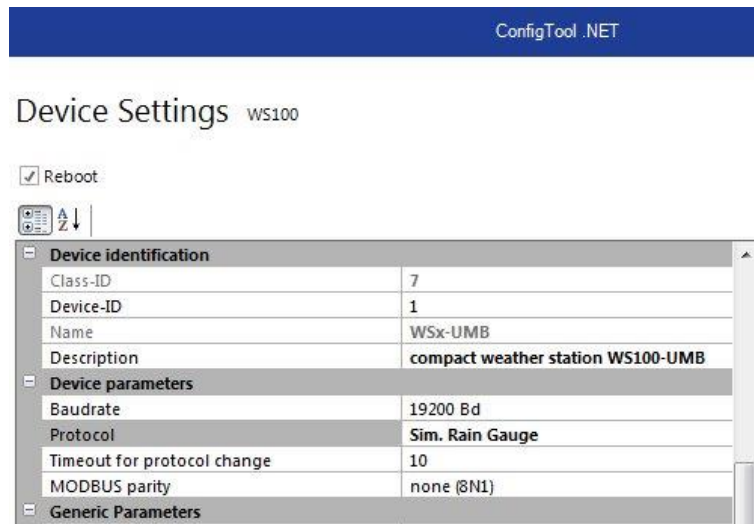 ConfigTool .NET
Device Settings WS100
Reboot
A
Z
Device identification
Class-ID 7
Device-ID 1
Name WSx-UMB
Description compact weather station WS100-UMB
Device parameters
Baudrate 19200 Bd
Protocol Sim. Rain Gauge
Timeout for protocol change 10
MODBUS parity none (8N1)
Generic Parameters